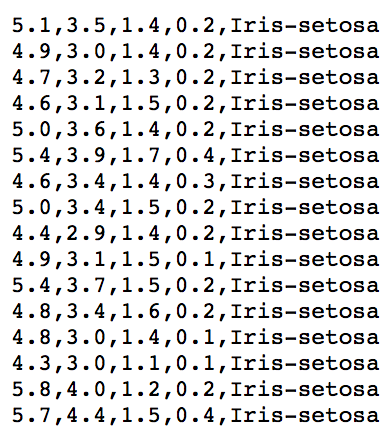 5.1,3.5,1.4,0.2,Iris-setosa
4.9,3.0,1.4,0.2,Iris-setosa
4.7,3.2,1.3,0.2,Iris-setosa
4.6,3.1,1.5,0.2,Iris-setosa
5.0,3.6,1.4,0.2,Iris-setosa
5.4,3.9,1.7,0.4,Iris-setosa
4.6,3.4,1.4,0.3,Iris-setosa
5.0,3.4,1.5,0.2,Iris-setosa
4.4,2.9,1.4,0.2,Iris-setosa
4.9,3.1,1.5,0.1,Iris-setosa
5.4,3.7,1.5,0.2,Iris-setosa
4.8,3.4,1.6,0.2,Iris-setosa
4.8,3.0,1.4,0.1,Iris-setosa
4.3,3.0,1.1,0.1,Iris-setosa
5.8,4.0,1.2,0.2,Iris-setosa
5.7,4.4,1.5,0.4,Iris-setosa